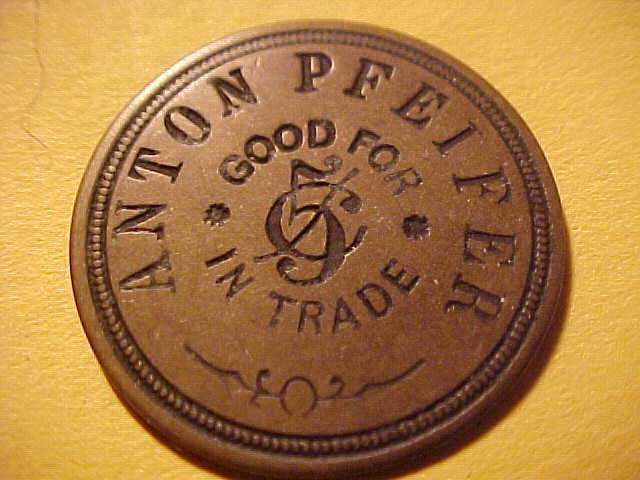 ANTON PFEIFER
GOOD FOR
5¢
IN TRADE